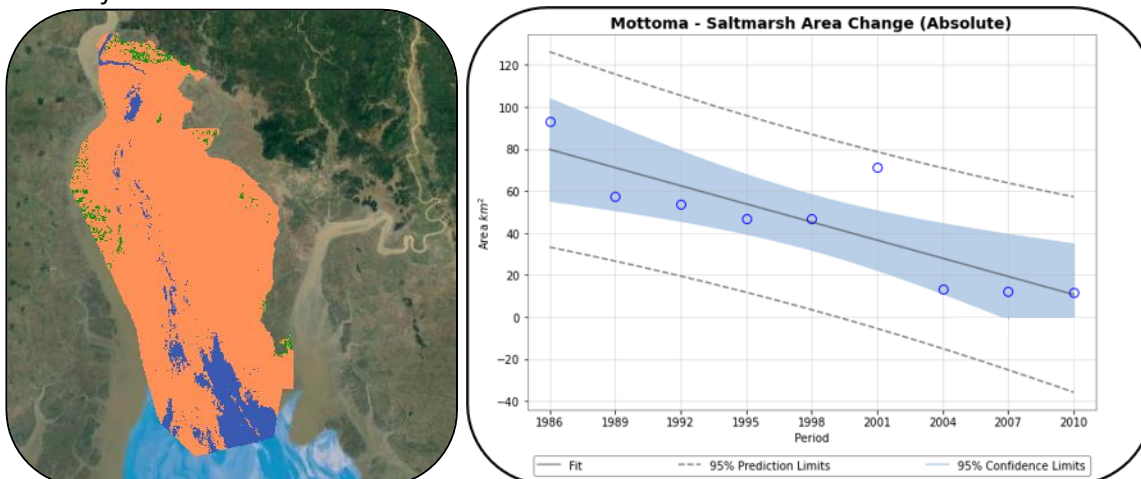 Mottoma - Saltmarsh Area Change (Absolute)
120
100
80
60
40
20
0
−20
−40
Area km²
1986 1989 1992 1995 1998 2001 2004 2007 2010
Period
Fit 95% Prediction Limits 95% Confidence Limits